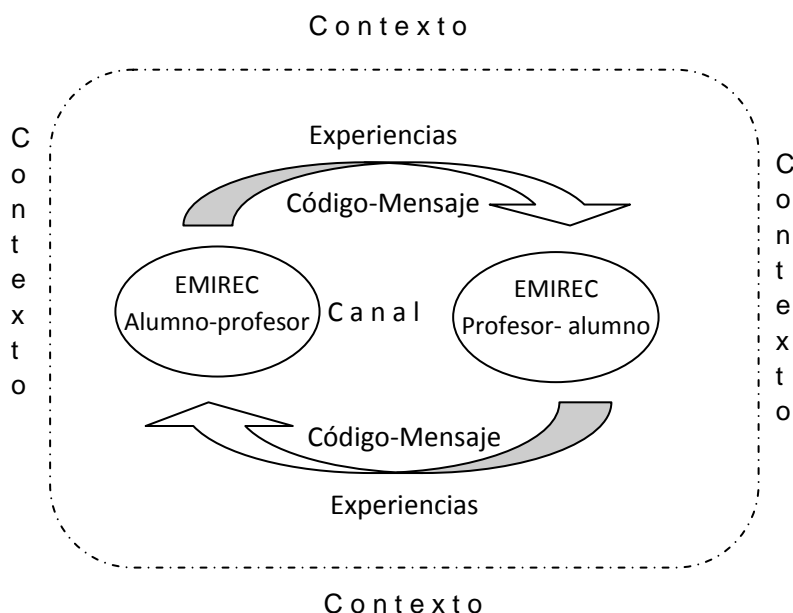 C o n t e x t o
C o n t e x t o
Experiencias
Código-Mensaje
EMIREC
Alumno-profesor
C a n a l
EMIREC
Profesor- alumno
C o n t e x t o
Código-Mensaje
Experiencias
C o n t e x t o